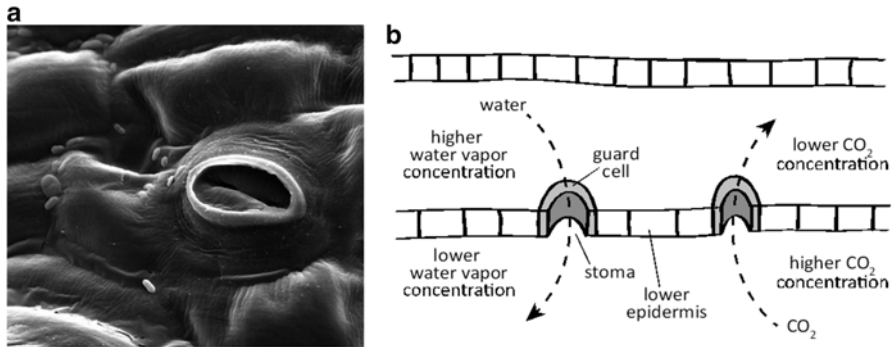 a
b
water
higher
water vapor
concentration
guard
cell
lower CO₂
concentration
lower
water vapor
concentration
stoma
lower
epidermis
higher CO₂
concentration
CO₂